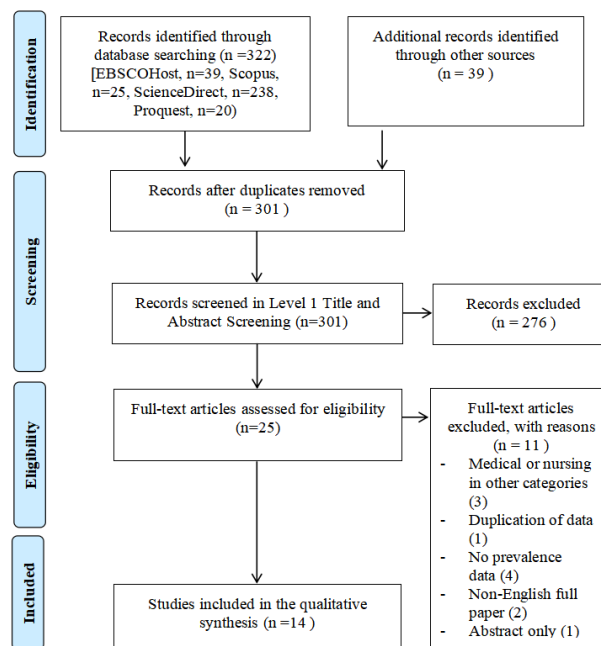 Identification
Records identified through
database searching (n =322)
[EBSCOHost, n=39, Scopus,
n=25, ScienceDirect, n=238,
Proquest, n=20)
Additional records identified
through other sources
(n = 39 )
Screening
Records after duplicates removed
(n = 301 )
Records screened in Level 1 Title and
Abstract Screening (n=301)
Records excluded
(n = 276 )
Eligibility
Full-text articles assessed for eligibility
(n=25)
Full-text articles
excluded, with reasons
(n = 11 )
- Medical or nursing
in other categories
(3)
- Duplication of data
(1)
- No prevalence
data (4)
- Non-English full
paper (2)
- Abstract only (1)
Included
Studies included in the qualitative
synthesis (n =14 )